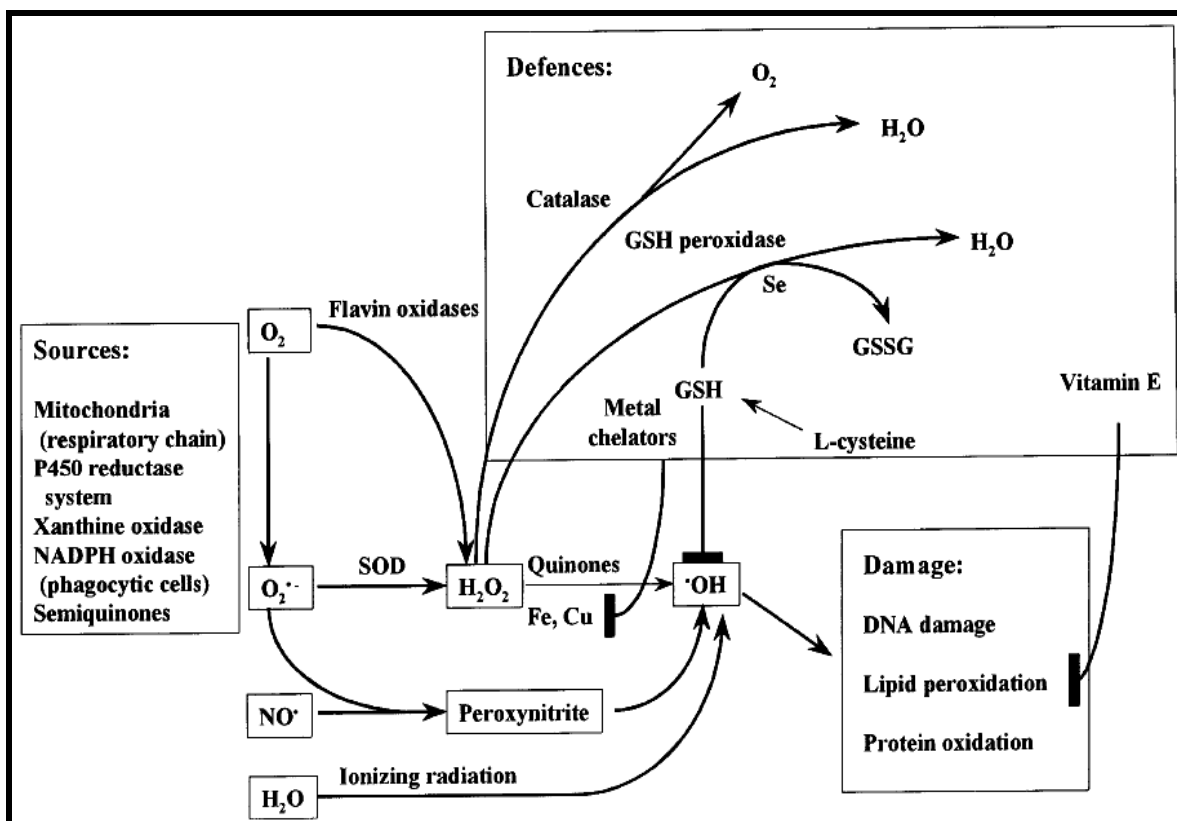 Defences:
O₂
H₂O
Catalase
GSH peroxidase
H₂O
Se
GSSG
GSH
Metal
chelators
L-cysteine
Vitamin E
Flavin oxidases
O₂
Sources:
Mitochondria
(respiratory chain)
P450 reductase
system
Xanthine oxidase
NADPH oxidase
(phagocytic cells)
Semiquinones
O₂•-
SOD
H₂O₂
Quinones
Fe, Cu
•OH
Damage:
DNA damage
Lipid peroxidation
Protein oxidation
NO•
Peroxynitrite
H₂O
Ionizing radiation